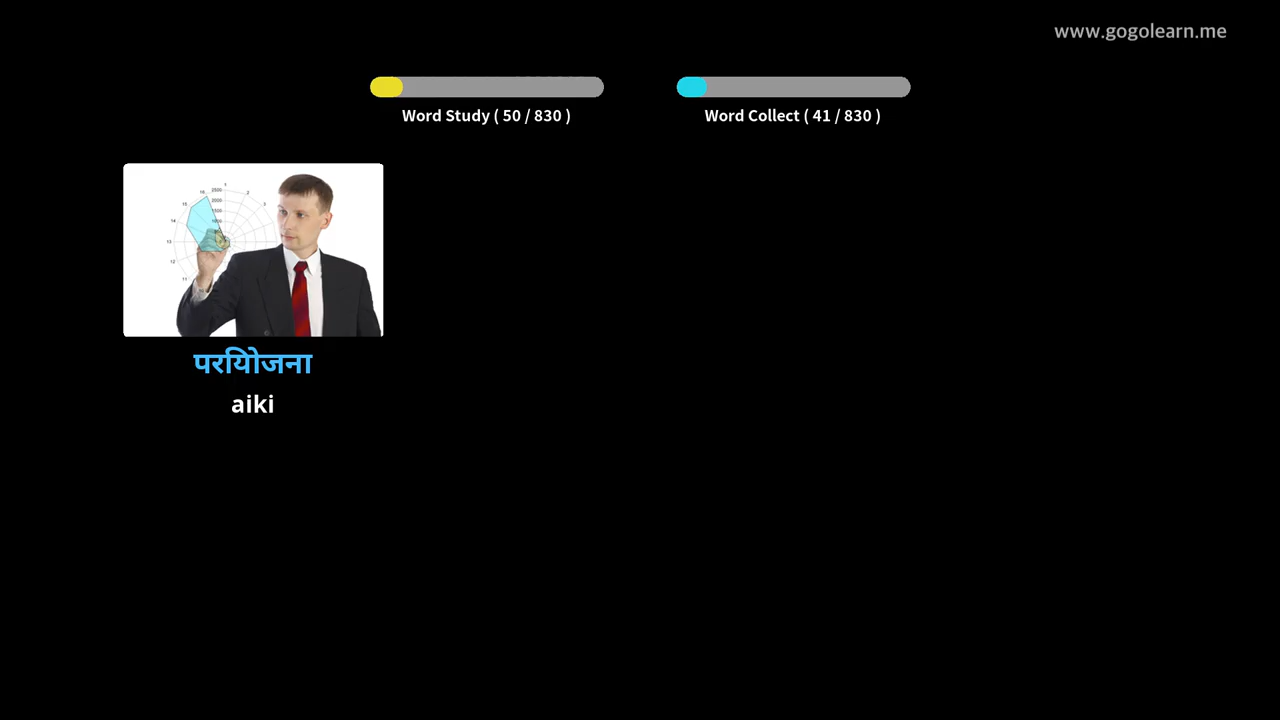 www.gogolearn.me
Word Study ( 50 / 830 )
Word Collect ( 41 / 830 )
परियोजना
aiki